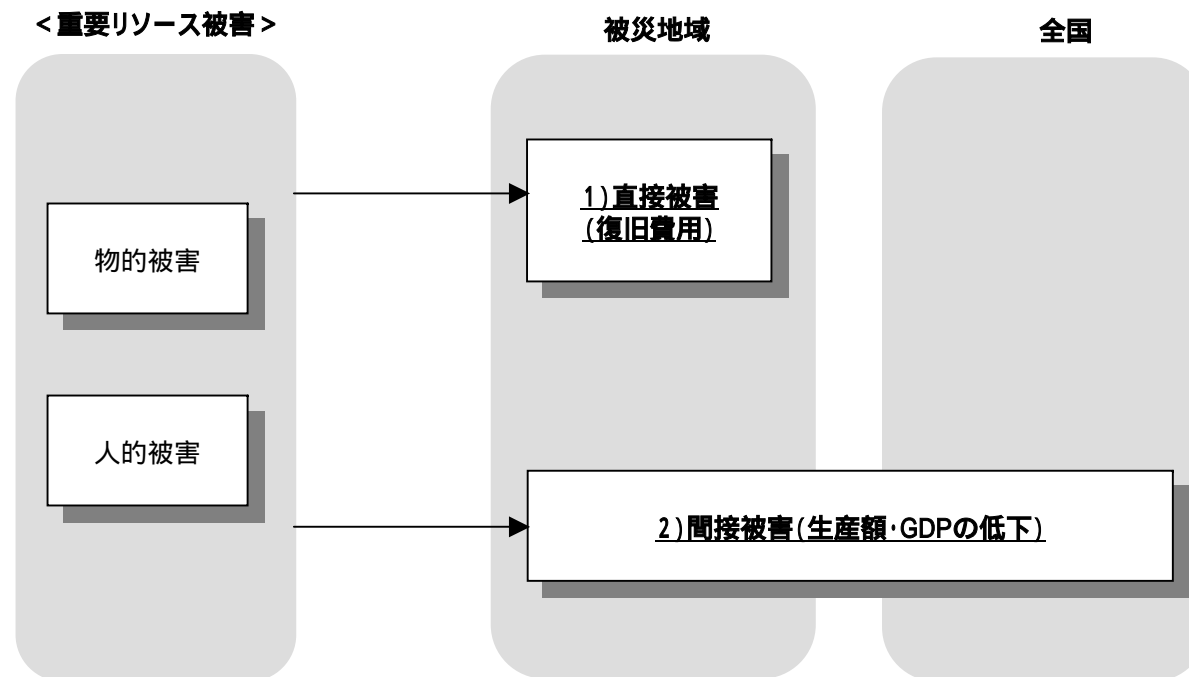 <重要リソース被害>
被災地域
全国
物的被害
人的被害
1)直接被害
(復旧費用)
2)間接被害(生産額・GDPの低下)